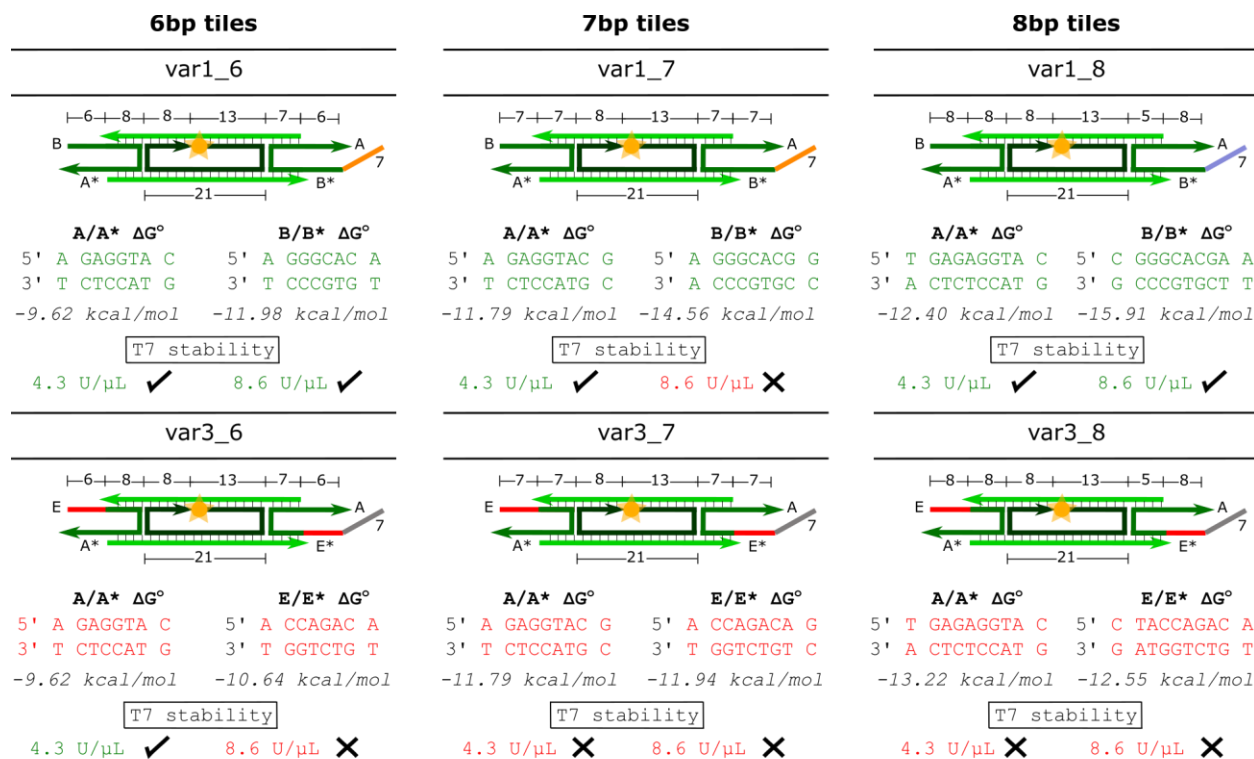 6bp tiles 7bp tiles 8bp tiles
var1_6 var1_7 var1_8
6 8 8 13 7 6 7 7 8 13 7 7 8 8 8 13 5 8
B A B A B A
7 7 7
A* B* A* B* A* B*
21 21 21
A/A* ΔG° B/B* ΔG° A/A* ΔG° B/B* ΔG° A/A* ΔG° B/B* ΔG°
5' A GAGGTA C 5' A GGGCAC A 5' A GAGGTAC G 5' A GGGCACG G 5' T GAGAGGTA C 5' C GGGCACGA A
3' T CTCCAT G 3' T CCCGTG T 3' T CTCCATG C 3' A CCCGTGC C 3' A CTCTCCAT G 3' G CCCGTGCT T
-9.62 kcal/mol -11.98 kcal/mol -11.79 kcal/mol -14.56 kcal/mol -12.40 kcal/mol -15.91 kcal/mol
T7 stability T7 stability T7 stability
4.3 U/μL ✓ 8.6 U/μL ✓ 4.3 U/μL ✓ 8.6 U/μL ✕ 4.3 U/μL ✓ 8.6 U/μL ✓
var3_6 var3_7 var3_8
6 8 8 13 7 6 7 7 8 13 7 7 8 8 8 13 5 8
E A E A E A
7 7 7
A* E* A* E* A* E*
21 21 21
A/A* ΔG° E/E* ΔG° A/A* ΔG° E/E* ΔG° A/A* ΔG° E/E* ΔG°
5' A GAGGTA C 5' A CCAGAC A 5' A GAGGTAC G 5' A CCAGACA G 5' T GAGAGGTA C 5' C TACCAGAC A
3' T CTCCAT G 3' T GGTCTG T 3' T CTCCATG C 3' T GGTCTGT C 3' A CTCTCCAT G 3' G ATGGTCTG T
-9.62 kcal/mol -10.64 kcal/mol -11.79 kcal/mol -11.94 kcal/mol -13.22 kcal/mol -12.55 kcal/mol
T7 stability T7 stability T7 stability
4.3 U/μL ✓ 8.6 U/μL ✕ 4.3 U/μL ✕ 8.6 U/μL ✕ 4.3 U/μL ✕ 8.6 U/μL ✕